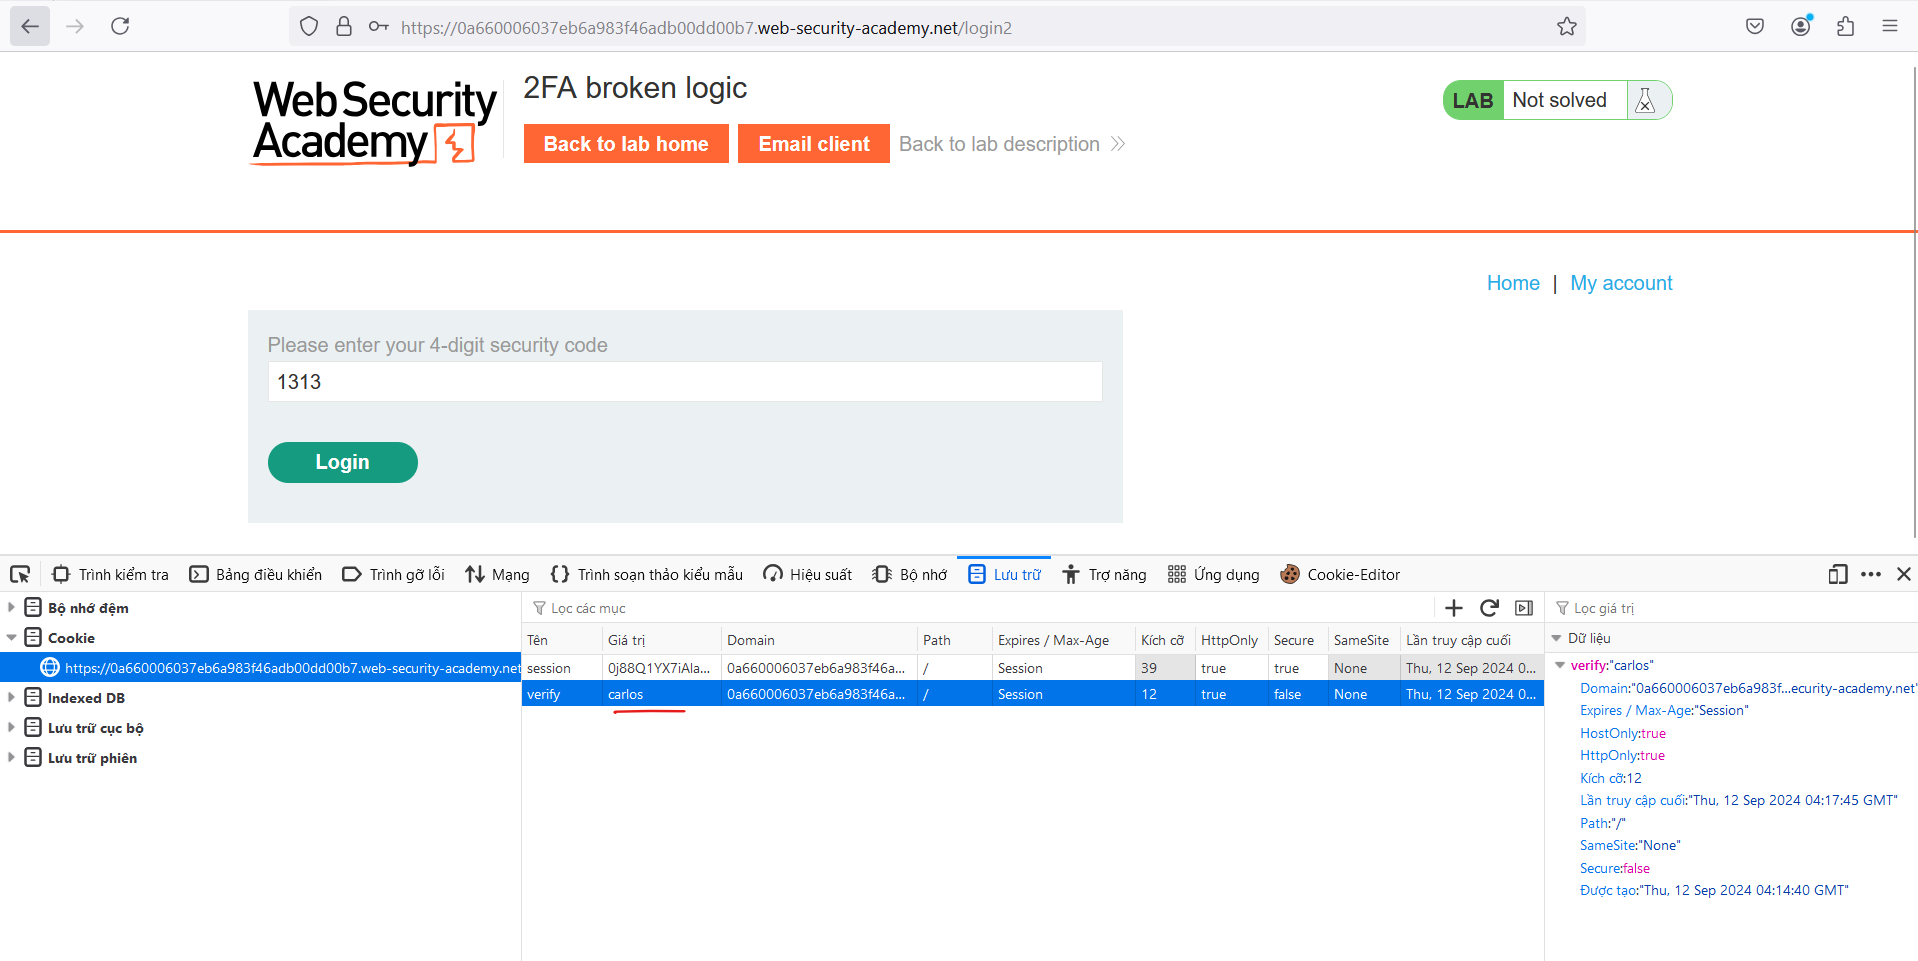 https://0a660006037eb6a983f46adb00dd00b7.web-security-academy.net/login2
Web Security
Academy
2FA broken logic
LAB Not solved
Back to lab home Email client Back to lab description
Home | My account
Please enter your 4-digit security code
1313
Login
Trình kiểm tra Bảng điều khiển Trình gỡ lỗi Mạng Trình soạn thảo kiểu mẫu Hiệu suất Bộ nhớ Lưu trữ Trợ năng Ứng dụng Cookie-Editor
Bộ nhớ đệm
Cookie
https://0a660006037eb6a983f46adb00dd00b7.web-security-academy.net
Indexed DB
Lưu trữ cục bộ
Lưu trữ phiên
Lọc các mục
Tên Giá trị Domain Path Expires / Max-Age Kích cỡ HttpOnly Secure SameSite Lần truy cập cuối
session 0j88Q1YX7iAla... 0a660006037eb6a983f46a... / Session 39 true true None Thu, 12 Sep 2024 0...
verify carlos 0a660006037eb6a983f46a... / Session 12 true false None Thu, 12 Sep 2024 0...
Lọc giá trị
Dữ liệu
verify:"carlos"
Domain:"0a660006037eb6a983f...ecurity-academy.net"
Expires / Max-Age:"Session"
HostOnly:true
HttpOnly:true
Kích cỡ:12
Lần truy cập cuối:"Thu, 12 Sep 2024 04:17:45 GMT"
Path:"/"
SameSite:"None"
Secure:false
Được tạo:"Thu, 12 Sep 2024 04:14:40 GMT"